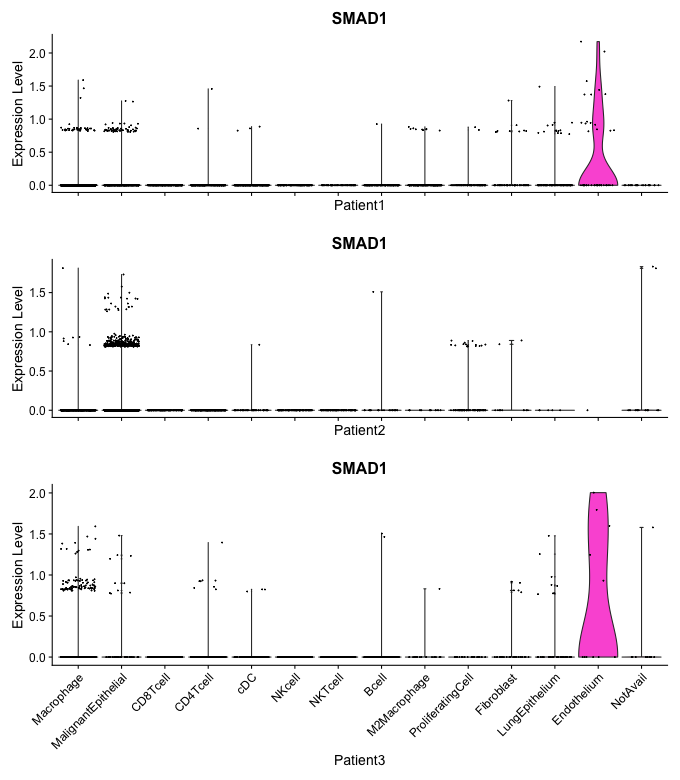 SMAD1
Expression Level
2.0
1.5
1.0
0.5
0.0
Patient1
SMAD1
Expression Level
1.5
1.0
0.5
0.0
Patient2
SMAD1
Expression Level
2.0
1.5
1.0
0.5
0.0
Macrophage
MalignantEpithelial
CD8Tcell
CD4Tcell
cDC
NKcell
NKTcell
Bcell
M2Macrophage
ProliferatingCell
Fibroblast
LungEpithelium
Endothelium
NotAvail
Patient3